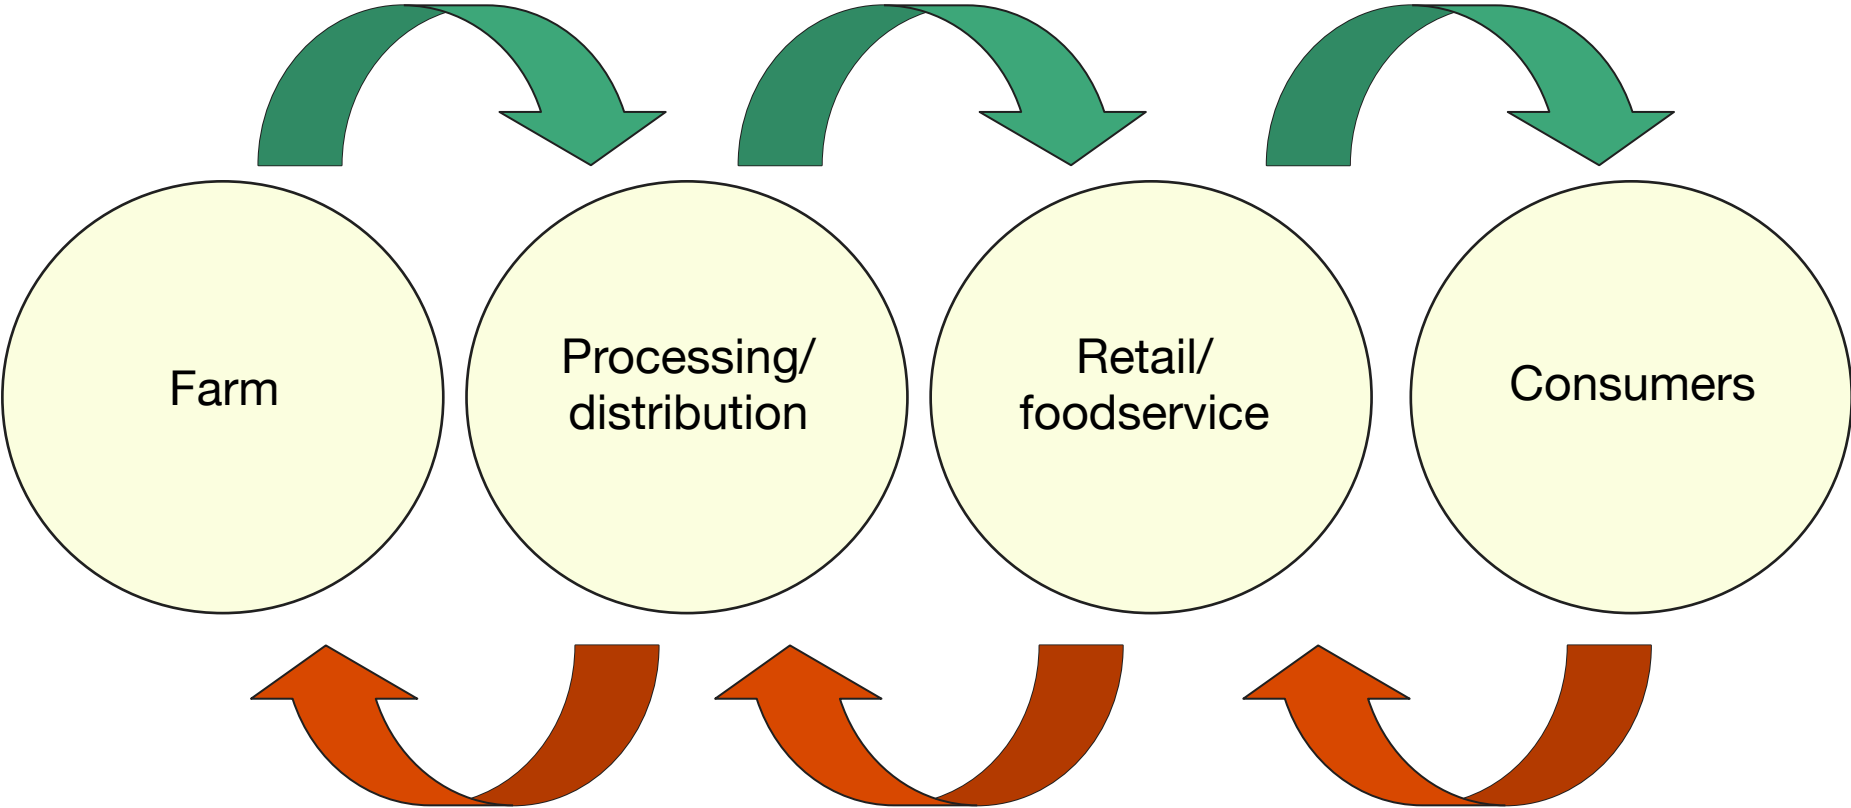 Farm
Processing/
distribution
Retail/
foodservice
Consumers